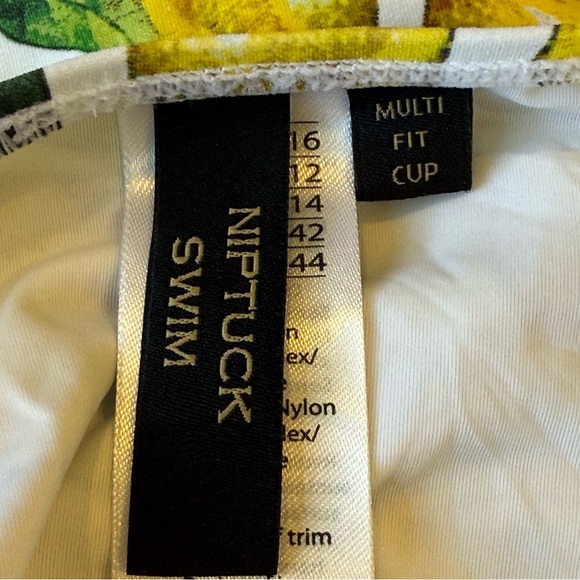 NIPTUCK
SWIM
16
12
14
42
44
Nylon
trim
MULTI
FIT
CUP